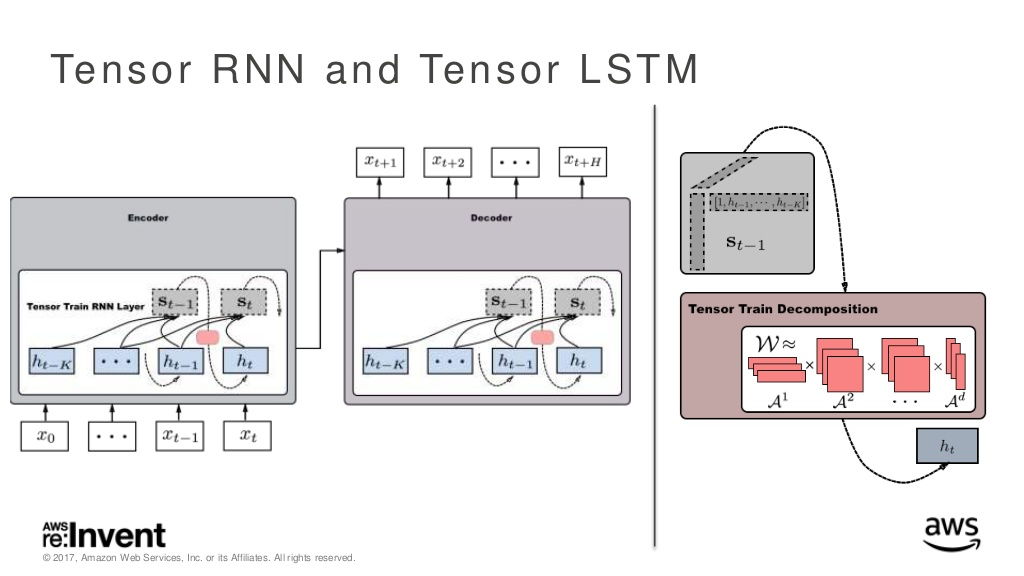 Tensor RNN and Tensor LSTM
x_{t+1} x_{t+2} ··· x_{t+H}
Encoder
Tensor Train RNN Layer
s_{t−1} s_t
h_{t−K} ··· h_{t−1} h_t
x_0 ··· x_{t−1} x_t
Decoder
s_{t−1} s_t
h_{t−K} ··· h_{t−1} h_t
[1, h_{t−1}, ··· , h_{t−K}]
s_{t−1}
Tensor Train Decomposition
𝒲 ≈
× × ×
𝒜^1 𝒜^2 ··· 𝒜^d
h_t
AWS
re:Invent
© 2017, Amazon Web Services, Inc. or its Affiliates. All rights reserved.
aws